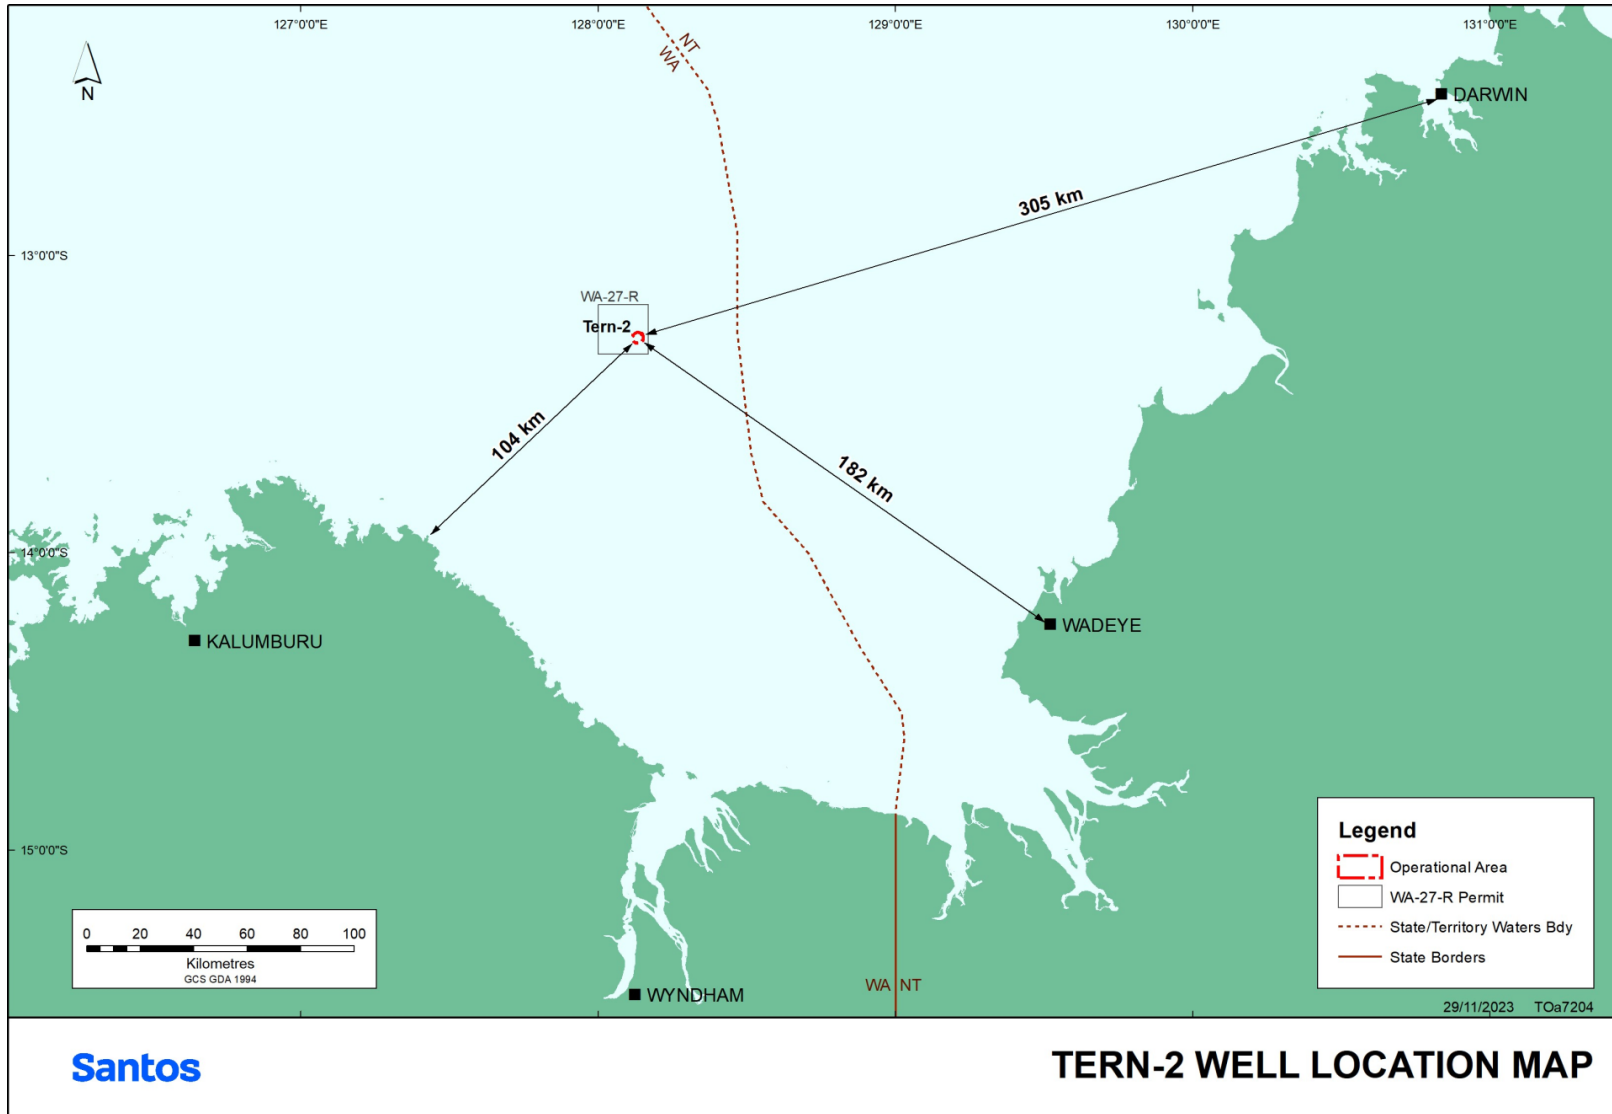 127°0'0"E
128°0'0"E
129°0'0"E
130°0'0"E
131°0'0"E
N
NT
WA
DARWIN
305 km
13°0'0"S
WA-27-R
Tern-2
104 km
182 km
14°0'0"S
KALUMBURU
WADEYE
15°0'0"S
Legend
Operational Area
WA-27-R Permit
State/Territory Waters Bdy
State Borders
0 20 40 60 80 100
Kilometres
GCS GDA 1994
WYNDHAM
WA NT
29/11/2023 TOa7204
Santos
TERN-2 WELL LOCATION MAP